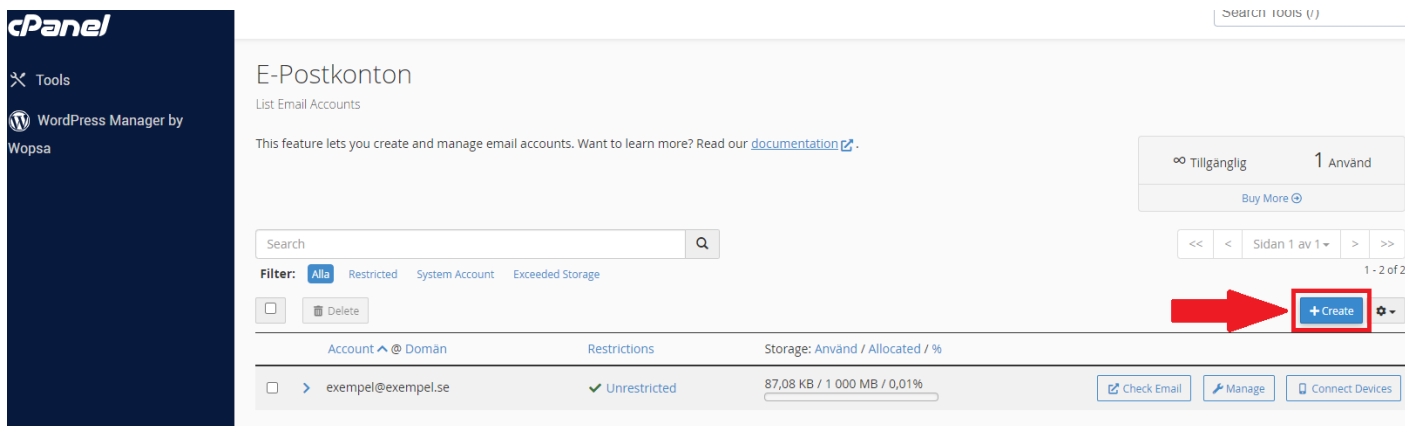 cPanel
Search Tools (/)
Tools
WordPress Manager by
Wopsa
E-Postkonton
List Email Accounts
This feature lets you create and manage email accounts. Want to learn more? Read our documentation .
∞ Tillgänglig 1 Använd
Buy More
Search
<< < Sidan 1 av 1 > >>
Filter: Alla Restricted System Account Exceeded Storage
1 - 2 of 2
Delete
+ Create
Account @ Domän Restrictions Storage: Använd / Allocated / %
exempel@exempel.se Unrestricted 87,08 KB / 1 000 MB / 0,01% Check Email Manage Connect Devices